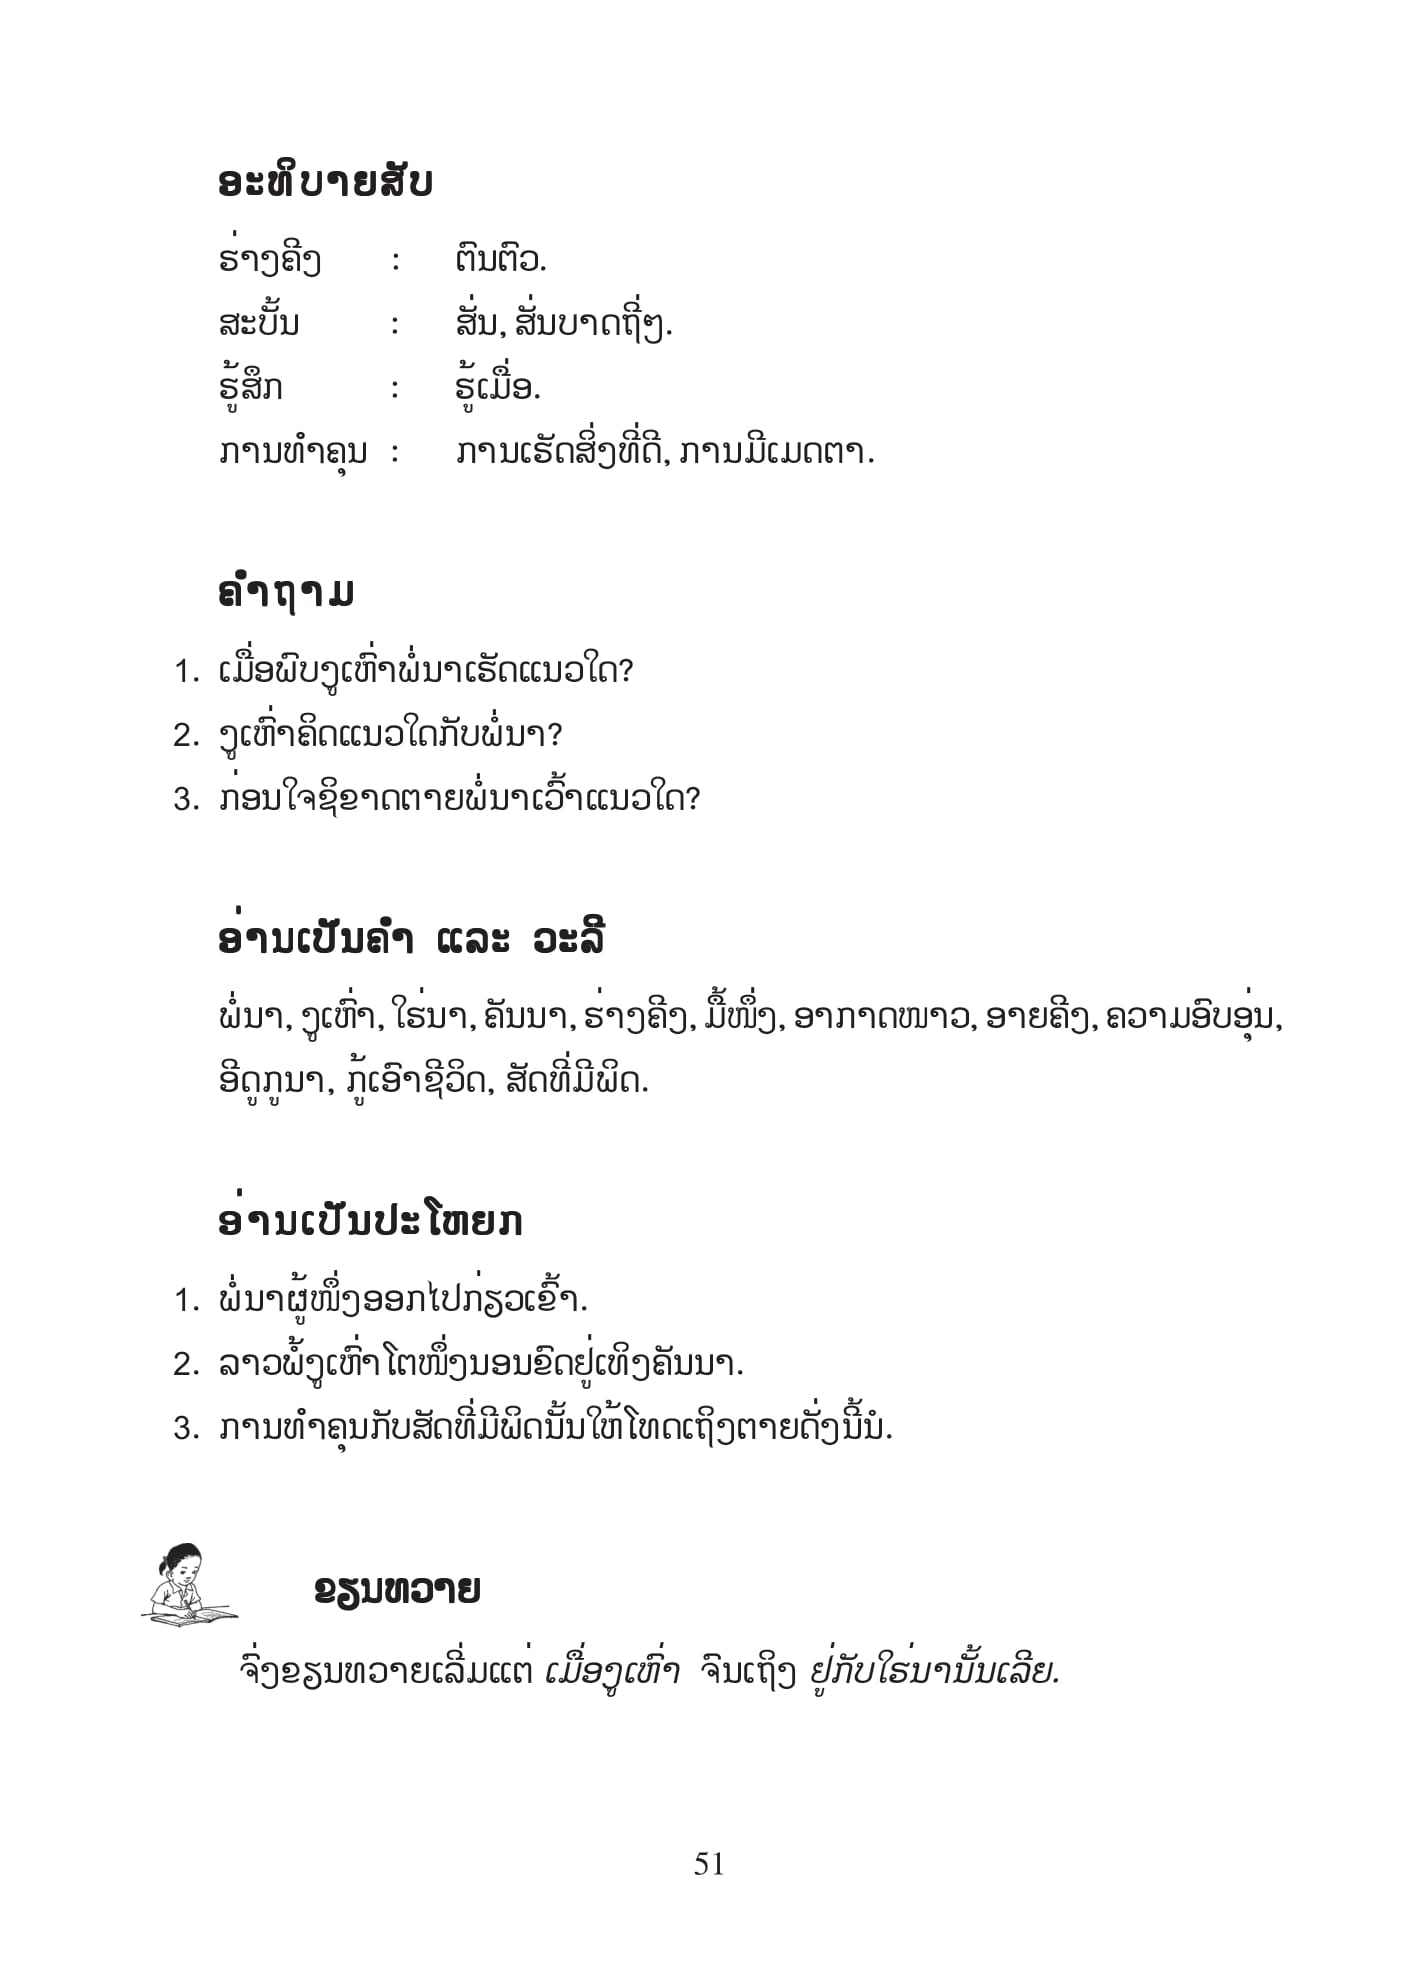 ອະທິບາຍສັບ
ຮ່າງຄີງ : ຕົນຕົວ.
ສະບັ້ນ : ສັ່ນ, ສັ່ນບາດຖີ່ໆ.
ຮູ້ສຶກ : ຮູ້ເມື່ອ.
ການທຳຄຸນ : ການເຮັດສິ່ງທີ່ດີ, ການມີເມດຕາ.
ຄຳຖາມ
1. ເມື່ອພົບງູເຫົ່າພໍ່ນາເຮັດແນວໃດ?
2. ງູເຫົ່າຄິດແນວໃດກັບພໍ່ນາ?
3. ກ່ອນໃຈຊິຂາດຕາຍພໍ່ນາເວົ້າແນວໃດ?
ອ່ານເປັນຄຳ ແລະ ວະລີ
ພໍ່ນາ, ງູເຫົ່າ, ໃຮ່ນາ, ຄັນນາ, ຮ່າງຄີງ, ມື້ໜຶ່ງ, ອາກາດໜາວ, ອາຍຄີງ, ຄວາມອົບອຸ່ນ,
ອີດູກູນາ, ກູ້ເອົາຊີວິດ, ສັດທີ່ມີພິດ.
ອ່ານເປັນປະໂຫຍກ
1. ພໍ່ນາຜູ້ໜຶ່ງອອກໄປກ່ຽວເຂົ້າ.
2. ລາວພໍ້ງູເຫົ່າໂຕໜຶ່ງນອນຂົດຢູ່ເທິງຄັນນາ.
3. ການທຳຄຸນກັບສັດທີ່ມີພິດນັ້ນໃຫ້ໂທດເຖິງຕາຍດັ່ງນີ້ນໍ.
ຂຽນທວາຍ
ຈົ່ງຂຽນທວາຍເລີ່ມແຕ່ ເມື່ອງູເຫົ່າ ຈົນເຖິງ ຢູ່ກັບໃຮ່ນານັ້ນເລີຍ.
51